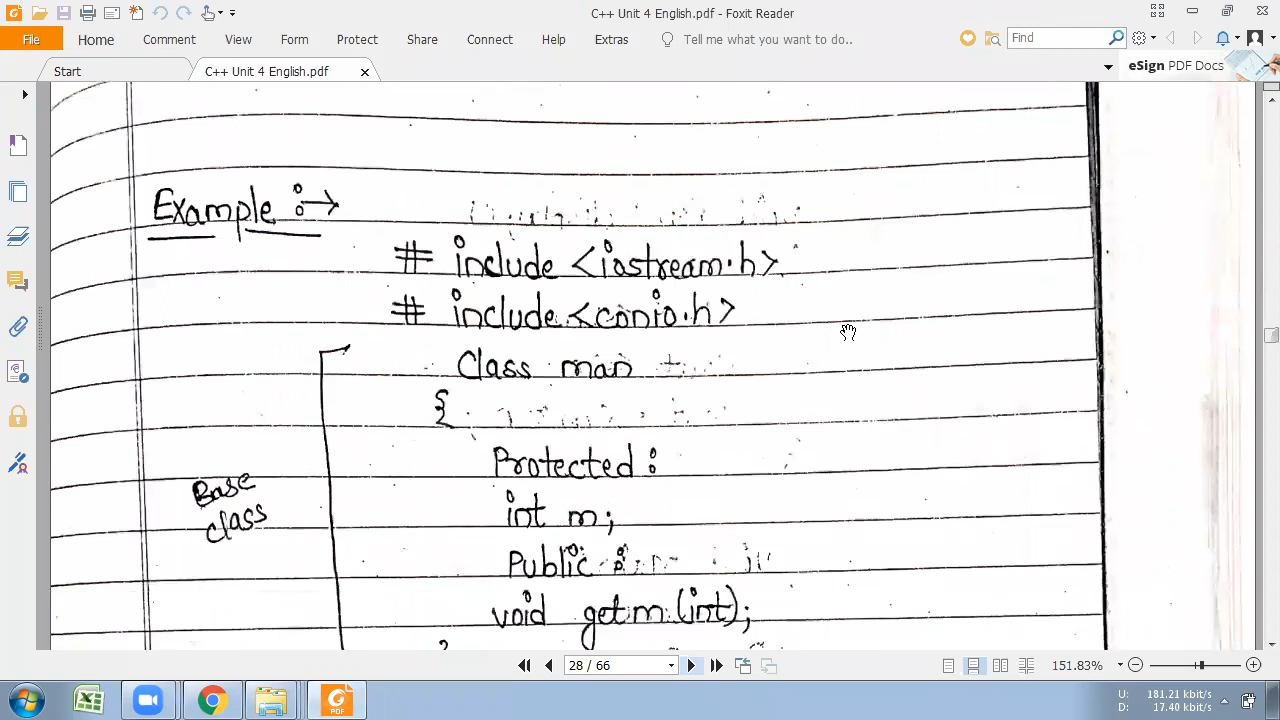 C++ Unit 4 English.pdf - Foxit Reader
File Home Comment View Form Protect Share Connect Help Extras Tell me what you want to do.. Find
Start C++ Unit 4 English.pdf eSign PDF Docs
Example :→
# include <iostream.h>
# include <conio.h>
Class man
{
Protected :
int m;
Public :
void getm (int);
Base
class
28 / 66 151.83%
U: 181.21 kbit/s
D: 17.40 kbit/s